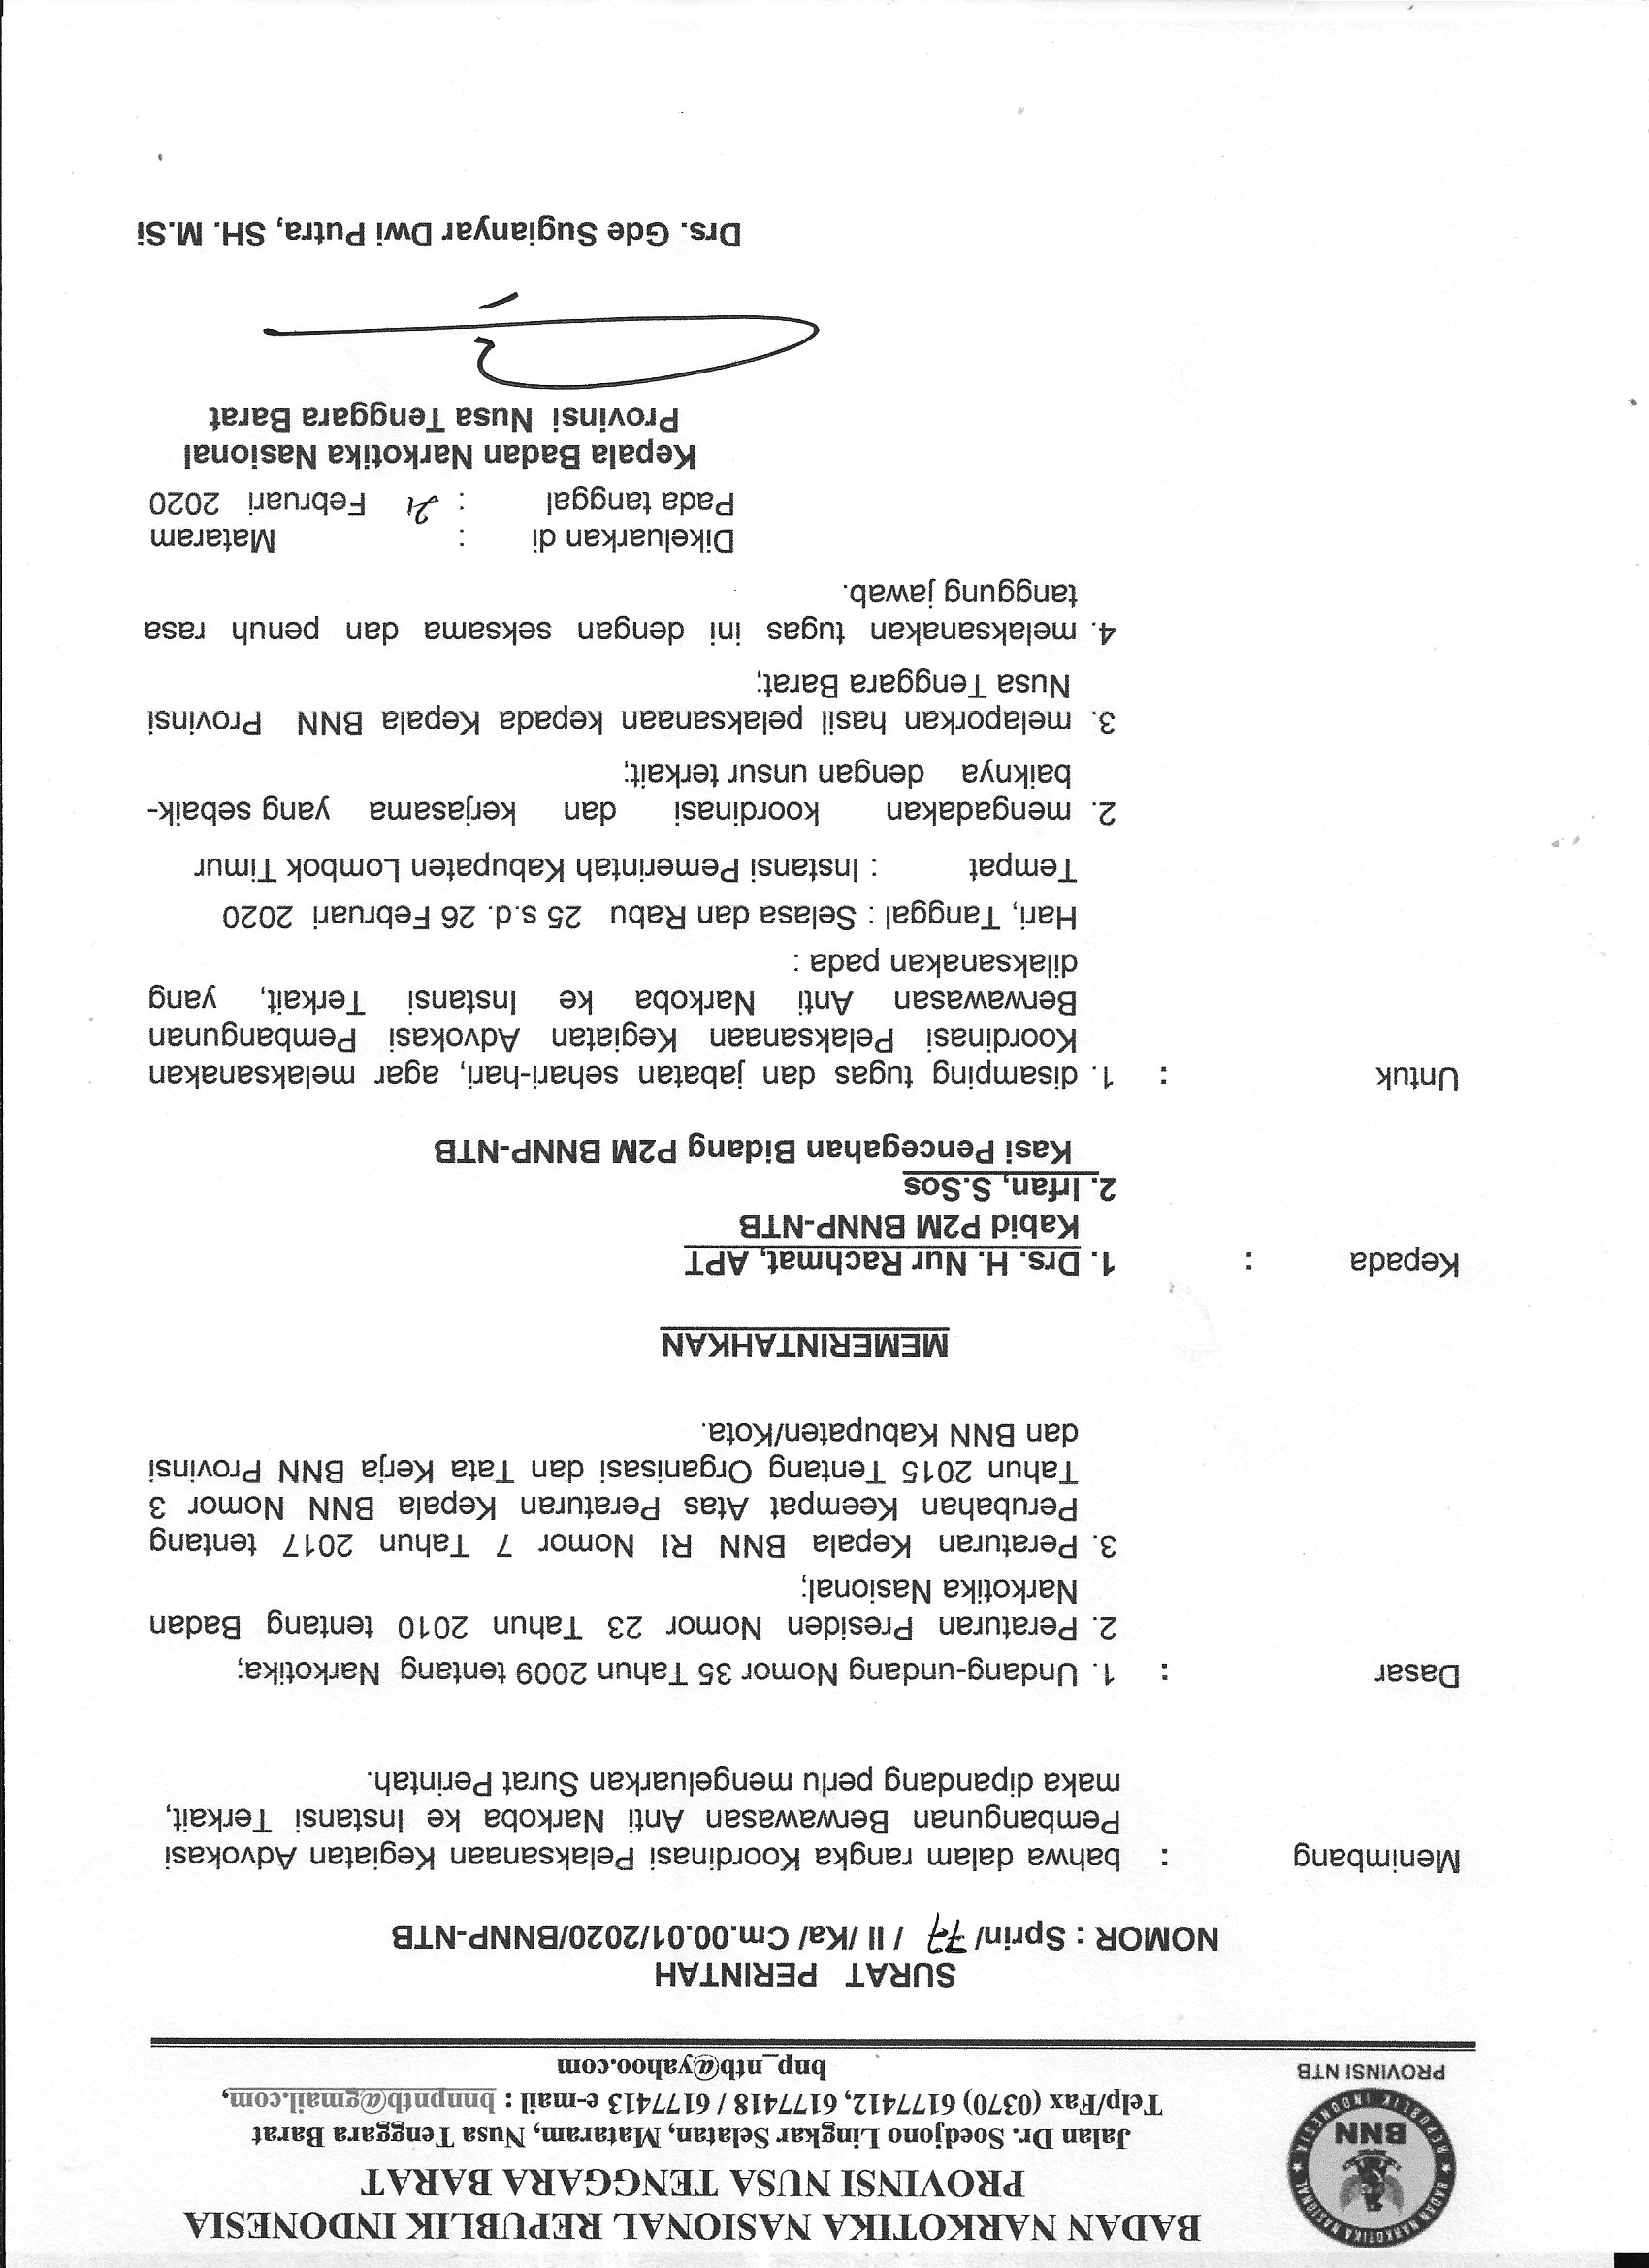 BADAN NARKOTIKA NASIONAL REPUBLIK INDONESIA
PROVINSI NUSA TENGGARA BARAT
Jalan Dr. Soedjono Lingkar Selatan, Mataram, Nusa Tenggara Barat
Telp/Fax (0370) 6177412, 6177418 / 6177413 e-mail : bnnpntb@gmail.com,
bnp_ntb@yahoo.com
BADAN NARKOTIKA NASIONAL
BNN
REPUBLIK INDONESIA
PROVINSI NTB
SURAT PERINTAH
NOMOR : Sprin/ 77 / II /Ka/ Cm.00.01/2020/BNNP-NTB
Menimbang : bahwa dalam rangka Koordinasi Pelaksanaan Kegiatan Advokasi
Pembangunan Berwawasan Anti Narkoba ke Instansi Terkait,
maka dipandang perlu mengeluarkan Surat Perintah.
Dasar : 1. Undang-undang Nomor 35 Tahun 2009 tentang Narkotika;
2. Peraturan Presiden Nomor 23 Tahun 2010 tentang Badan
Narkotika Nasional;
3. Peraturan Kepala BNN RI Nomor 7 Tahun 2017 tentang
Perubahan Keempat Atas Peraturan Kepala BNN Nomor 3
Tahun 2015 Tentang Organisasi dan Tata Kerja BNN Provinsi
dan BNN Kabupaten/Kota.
MEMERINTAHKAN
Kepada : 1. Drs. H. Nur Rachmat, APT
Kabid P2M BNNP-NTB
2. Irfan, S.Sos
Kasi Pencegahan Bidang P2M BNNP-NTB
Untuk : 1. disamping tugas dan jabatan sehari-hari, agar melaksanakan
Koordinasi Pelaksanaan Kegiatan Advokasi Pembangunan
Berwawasan Anti Narkoba ke Instansi Terkait, yang
dilaksanakan pada :
Hari, Tanggal : Selasa dan Rabu 25 s.d. 26 Februari 2020
Tempat : Instansi Pemerintah Kabupaten Lombok Timur
2. mengadakan koordinasi dan kerjasama yang sebaik-
baiknya dengan unsur terkait;
3. melaporkan hasil pelaksanaan kepada Kepala BNN Provinsi
Nusa Tenggara Barat;
4. melaksanakan tugas ini dengan seksama dan penuh rasa
tanggung jawab.
Dikeluarkan di : Mataram
Pada tanggal : 21 Februari 2020
Kepala Badan Narkotika Nasional
Provinsi Nusa Tenggara Barat
Drs. Gde Sugianyar Dwi Putra, SH. M.Si